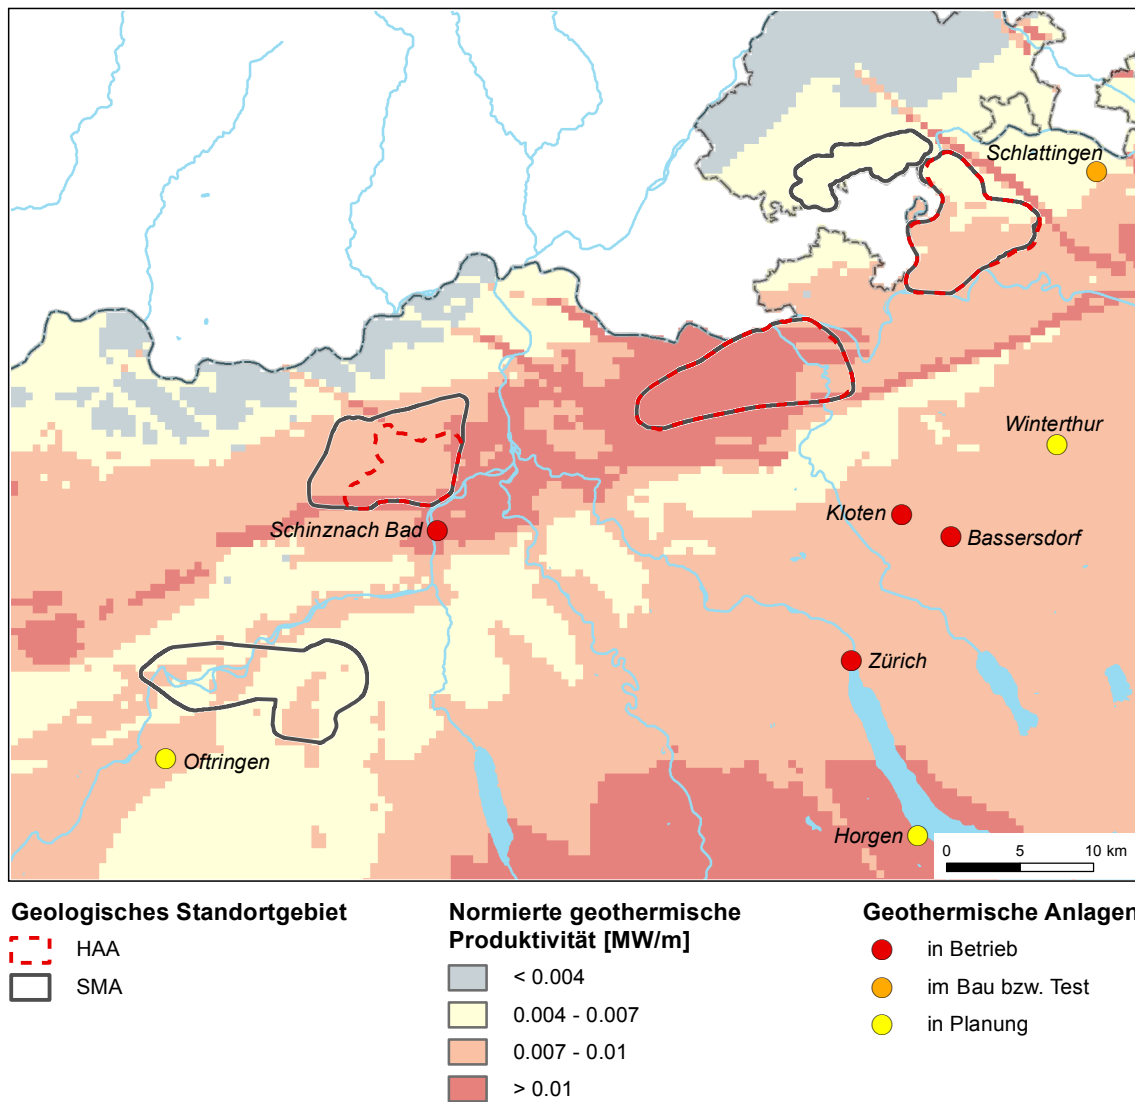 Schlattingen
Winterthur
Kloten
Bassersdorf
Schinznach Bad
Zürich
Oftringen
Horgen
0 5 10 km
Geologisches Standortgebiet
HAA
SMA
Normierte geothermische
Produktivität [MW/m]
< 0.004
0.004 - 0.007
0.007 - 0.01
> 0.01
Geothermische Anlagen
in Betrieb
im Bau bzw. Test
in Planung